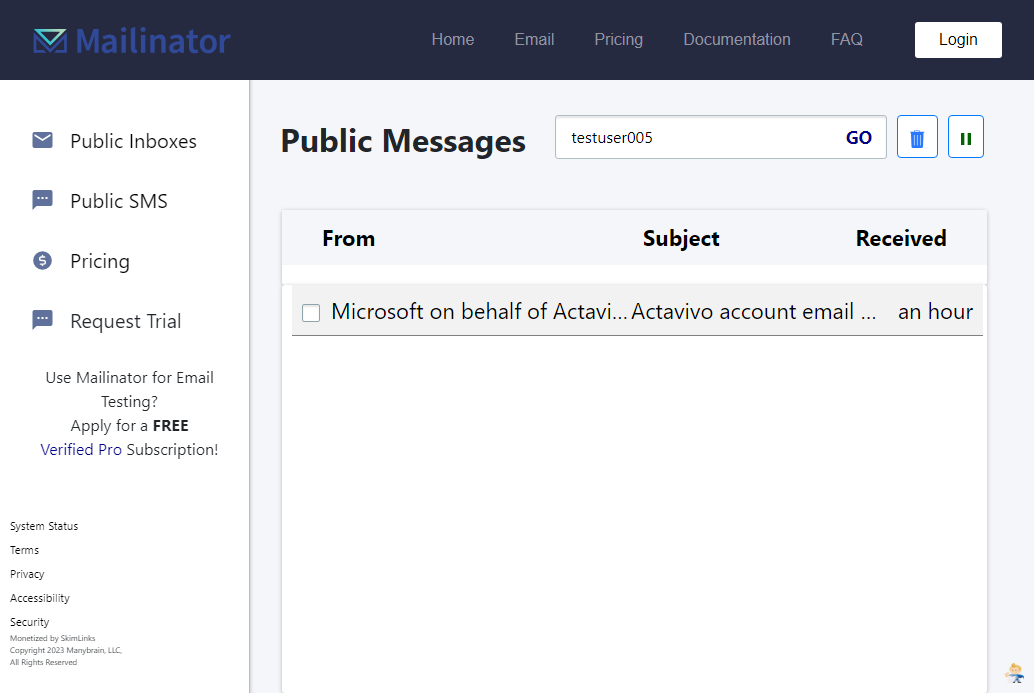 Mailinator
Home Email Pricing Documentation FAQ Login
Public Inboxes
Public SMS
Pricing
Request Trial
Use Mailinator for Email
Testing?
Apply for a FREE
Verified Pro Subscription!
System Status
Terms
Privacy
Accessibility
Security
Monetized by SkimLinks
Copyright 2023 Manybrain, LLC,
All Rights Reserved
Public Messages testuser005 GO
From Subject Received
Microsoft on behalf of Actavi... Actavivo account email ... an hour